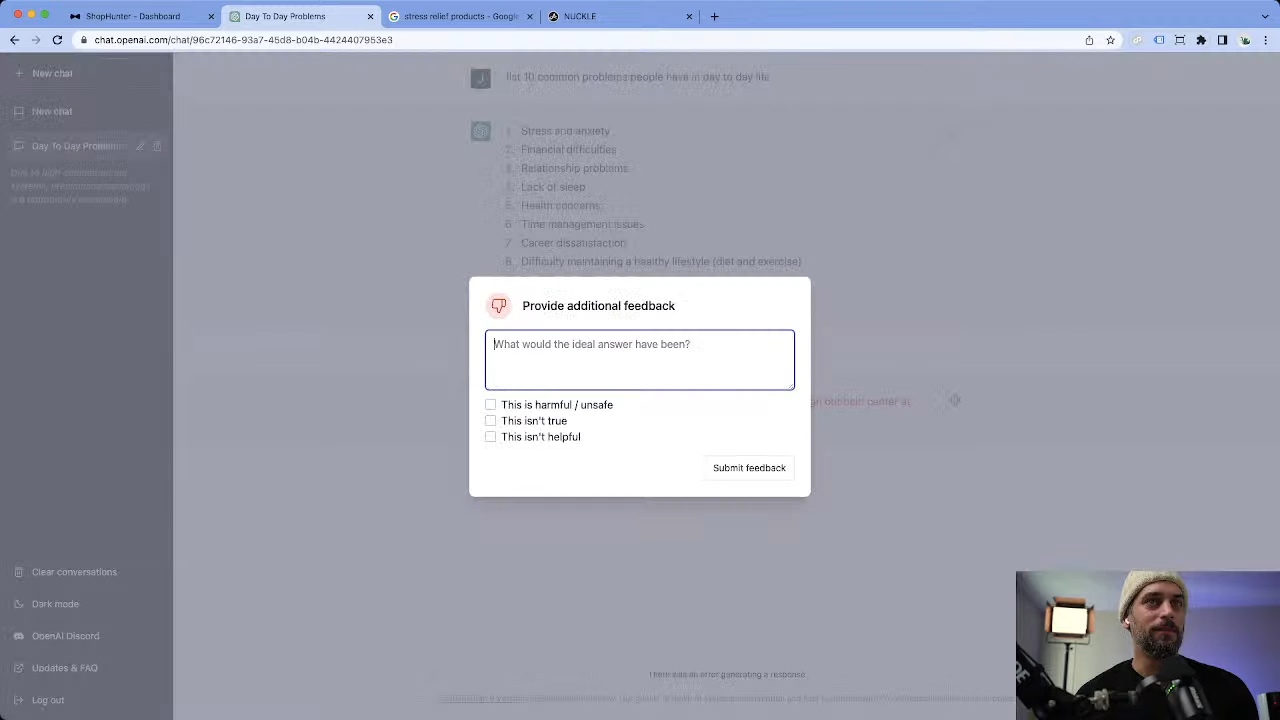 ShopHunter - Dashboard
Day To Day Problems
stress relief products - Google
NUCKLE
chat.openai.com/chat/96c72146-93a7-45d8-b04b-4424407953e3
New chat
New chat
Day To Day Problems
list 10 common problems people have in day to day life
1. Stress and anxiety
2. Financial difficulties
3. Relationship problems
4. Lack of sleep
5. Health concerns
6. Time management issues
7. Career dissatisfaction
8. Difficulty maintaining a healthy lifestyle (diet and exercise)
Provide additional feedback
What would the ideal answer have been?
This is harmful / unsafe
This isn't true
This isn't helpful
Submit feedback
center at
Clear conversations
Dark mode
OpenAI Discord
Updates & FAQ
Log out
There was an error generating a response